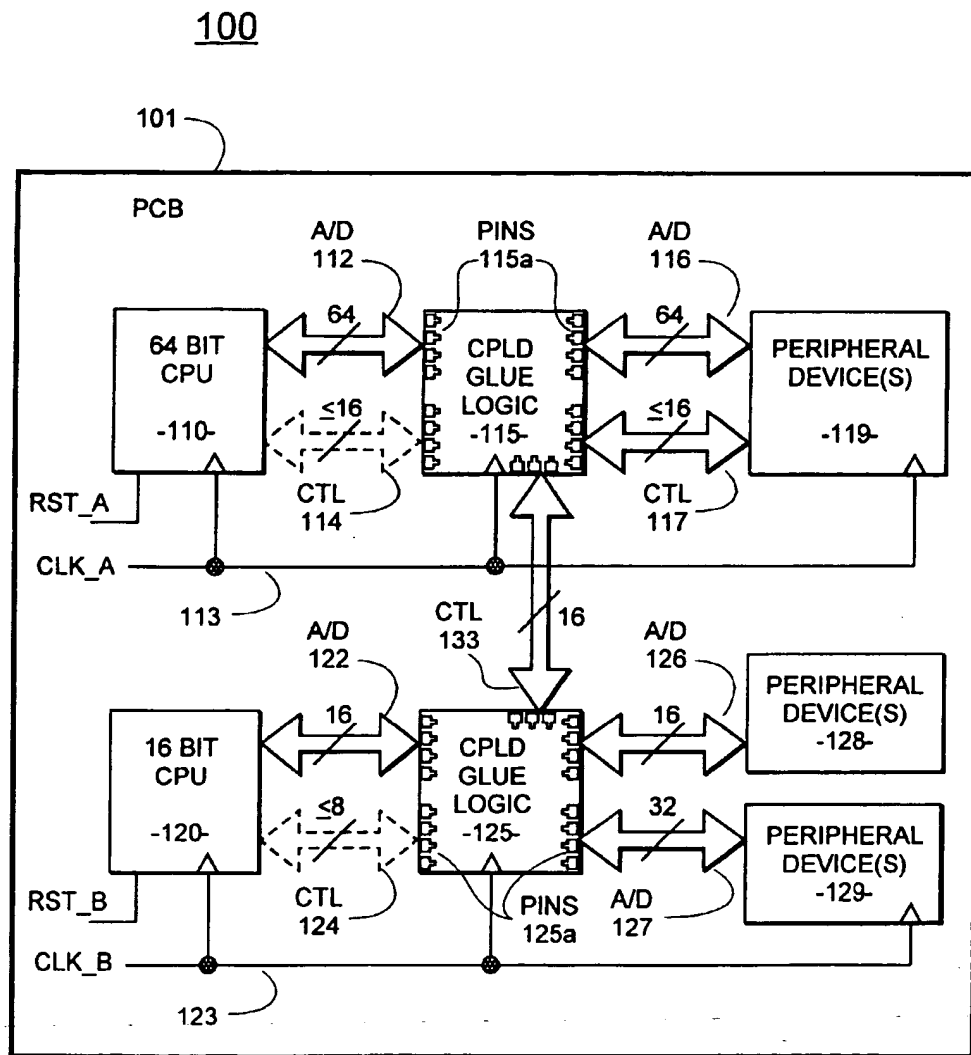 100
101
PCB
A/D
112
PINS
115a
A/D
116
64 BIT
CPU
-110-
64
CPLD
GLUE
LOGIC
-115-
64
PERIPHERAL
DEVICE(S)
-119-
≤16
≤16
RST_A
CTL
114
CTL
117
CLK_A
113
CTL
133
16
A/D
122
A/D
126
16 BIT
CPU
-120-
16
CPLD
GLUE
LOGIC
-125-
16
PERIPHERAL
DEVICE(S)
-128-
≤8
32
PERIPHERAL
DEVICE(S)
-129-
RST_B
CTL
124
PINS
125a
A/D
127
CLK_B
123